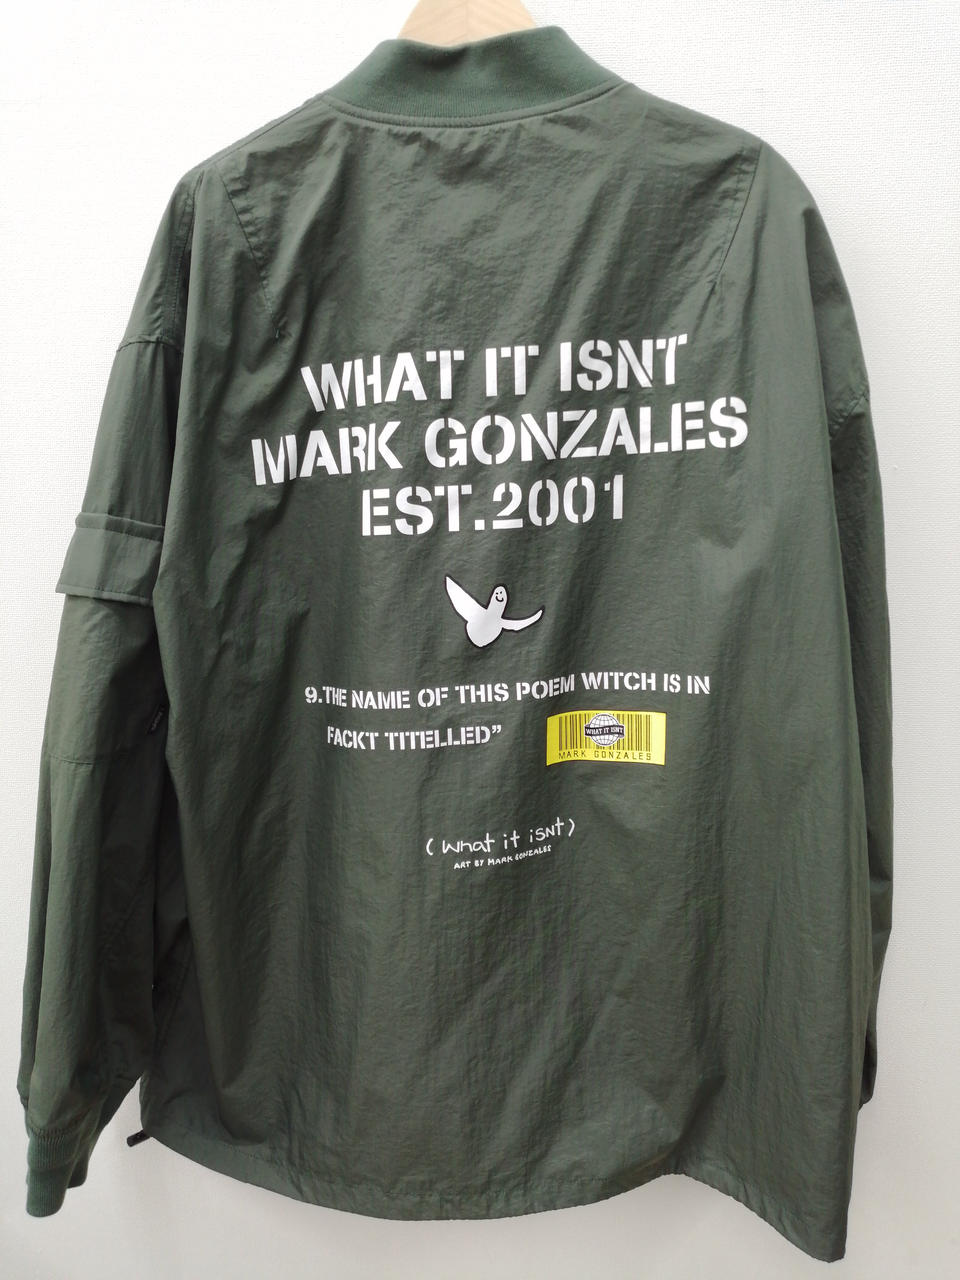 WHAT IT ISNT
MARK GONZALES
EST.2001
9.THE NAME OF THIS POEM WITCH IS IN
FACKT TITELLED”
WHAT IT ISNT
MARK GONZALES
(what it isnt)
ART BY MARK GONZALES